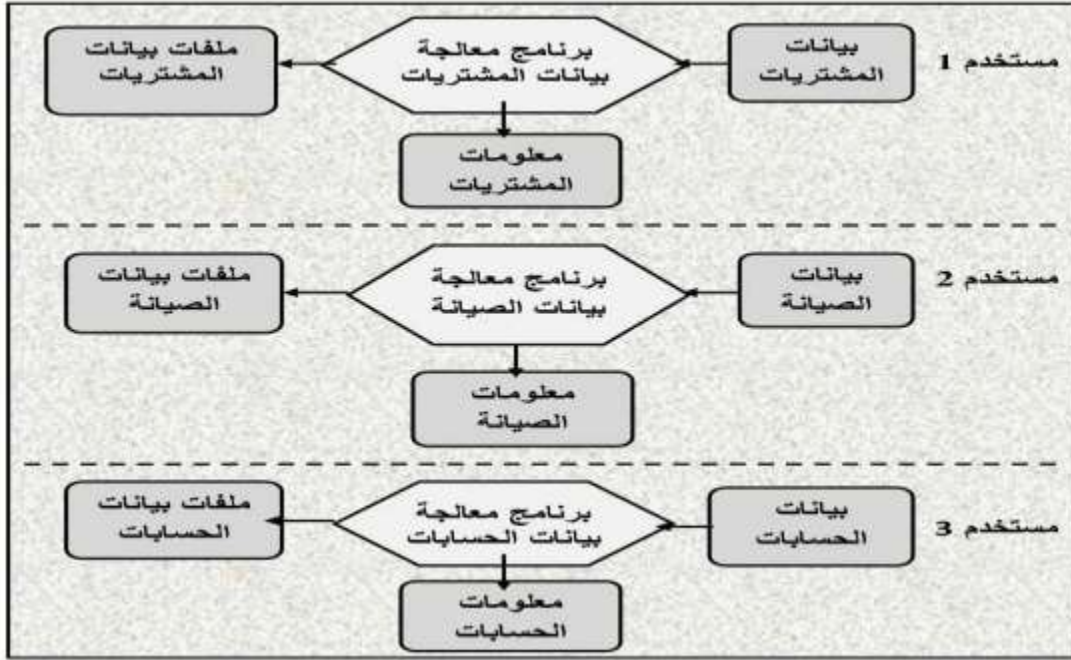 مستخدم 1
بيانات
المشتريات
برنامج معالجة
بيانات المشتريات
ملفات بيانات
المشتريات
معلومات
المشتريات
مستخدم 2
بيانات
الصيانة
برنامج معالجة
بيانات الصيانة
ملفات بيانات
الصيانة
معلومات
الصيانة
مستخدم 3
بيانات
الحسابات
برنامج معالجة
بيانات الحسابات
ملفات بيانات
الحسابات
معلومات
الحسابات